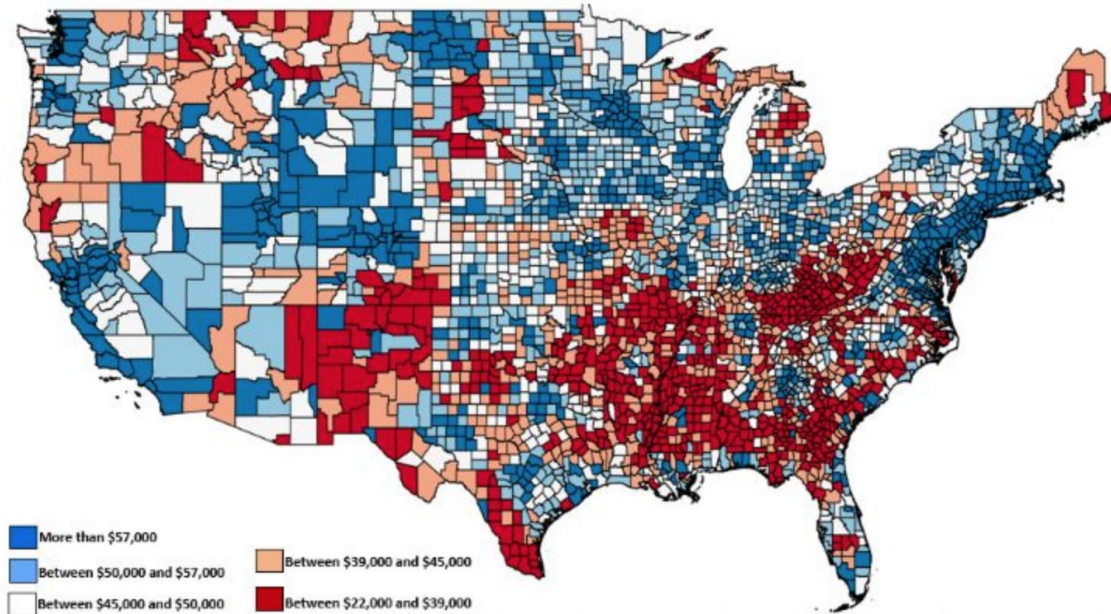 More than $57,000
Between $50,000 and $57,000
Between $45,000 and $50,000
Between $39,000 and $45,000
Between $22,000 and $39,000